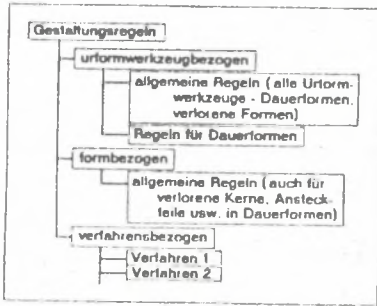 Gestaltungsregeln
urformwerkzeugbezogen
allgemeine Regeln (alle Urform-
werkzeuge - Dauerformen,
verlorene Formen)
Regeln für Dauerformen
formbezogen
allgemeine Regeln (auch für
verlorene Kerne, Ansteck-
teile usw. in Dauerformen)
verfahrensbezogen
Verfahren 1
Verfahren 2